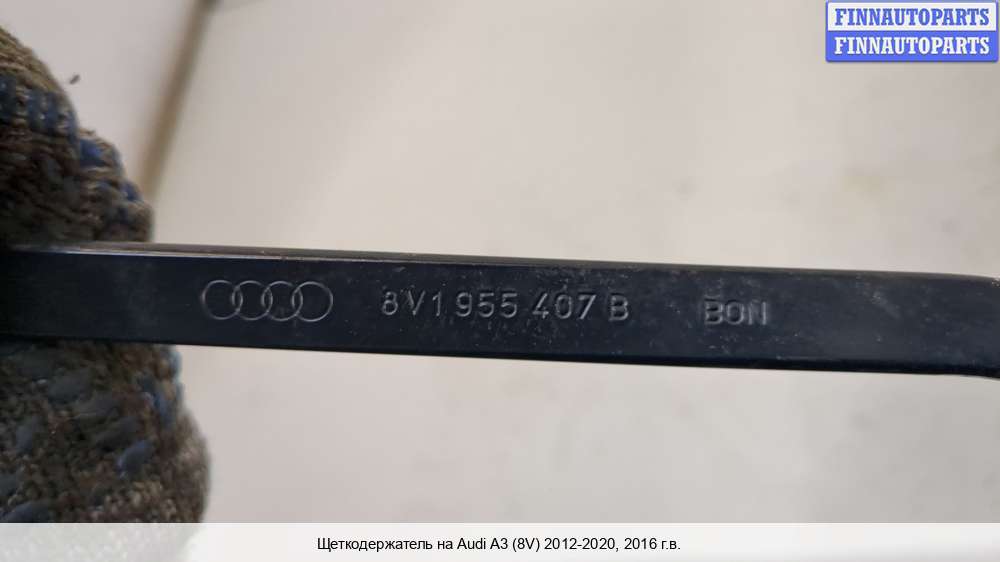 FINNAUTOPARTS
FINNAUTOPARTS
8V1 955 407 B BON
Щеткодержатель на Audi A3 (8V) 2012-2020, 2016 г.в.